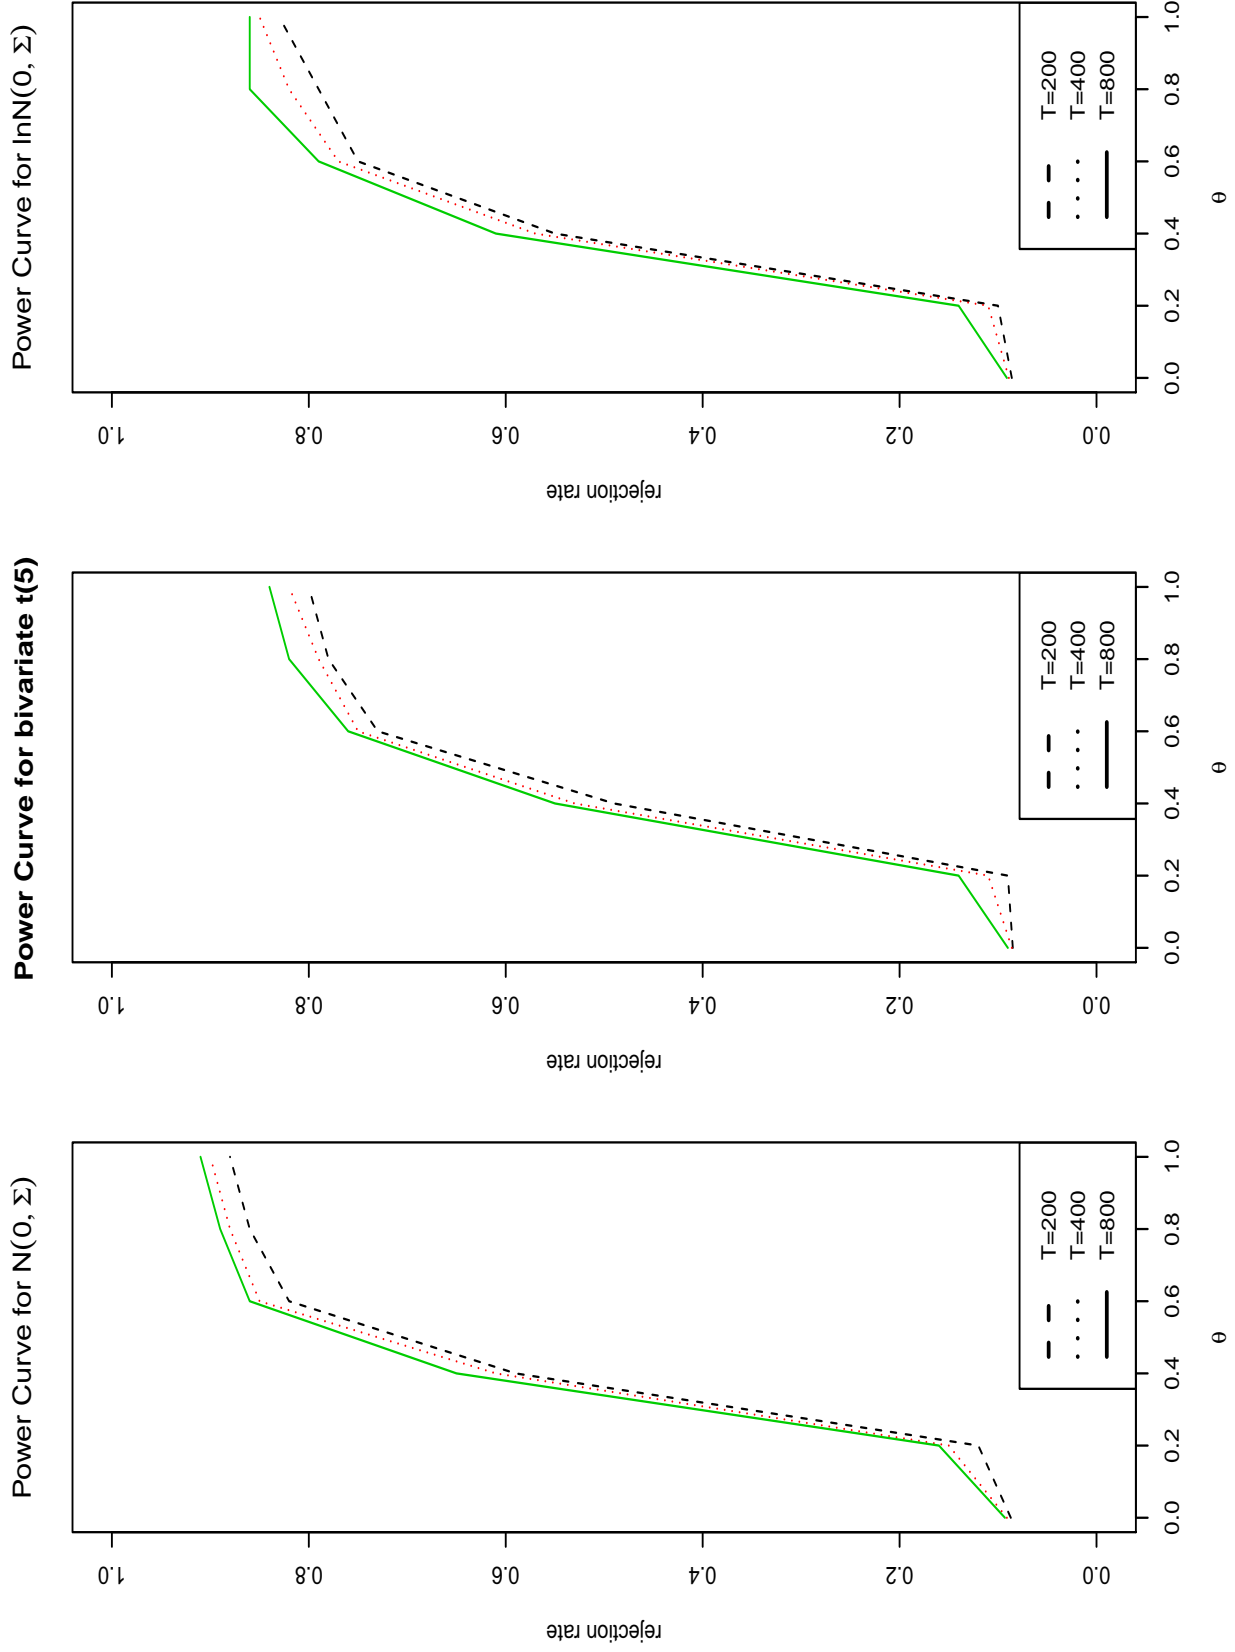 Power Curve for N(0, Σ)
rejection rate
0.0
0.2
0.4
0.6
0.8
1.0
0.0
0.2
0.4
0.6
0.8
1.0
θ
T=200
T=400
T=800
Power Curve for bivariate t(5)
rejection rate
0.0
0.2
0.4
0.6
0.8
1.0
0.0
0.2
0.4
0.6
0.8
1.0
θ
T=200
T=400
T=800
Power Curve for lnN(0, Σ)
rejection rate
0.0
0.2
0.4
0.6
0.8
1.0
0.0
0.2
0.4
0.6
0.8
1.0
θ
T=200
T=400
T=800